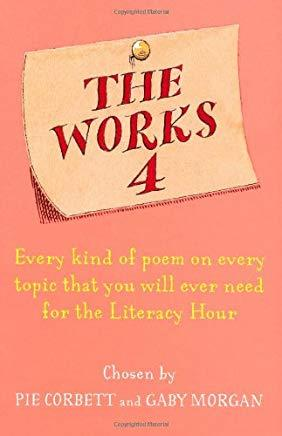 THE
WORKS
4
Every kind of poem on every
topic that you will ever need
for the Literacy Hour
Chosen by
PIE CORBETT and GABY MORGAN